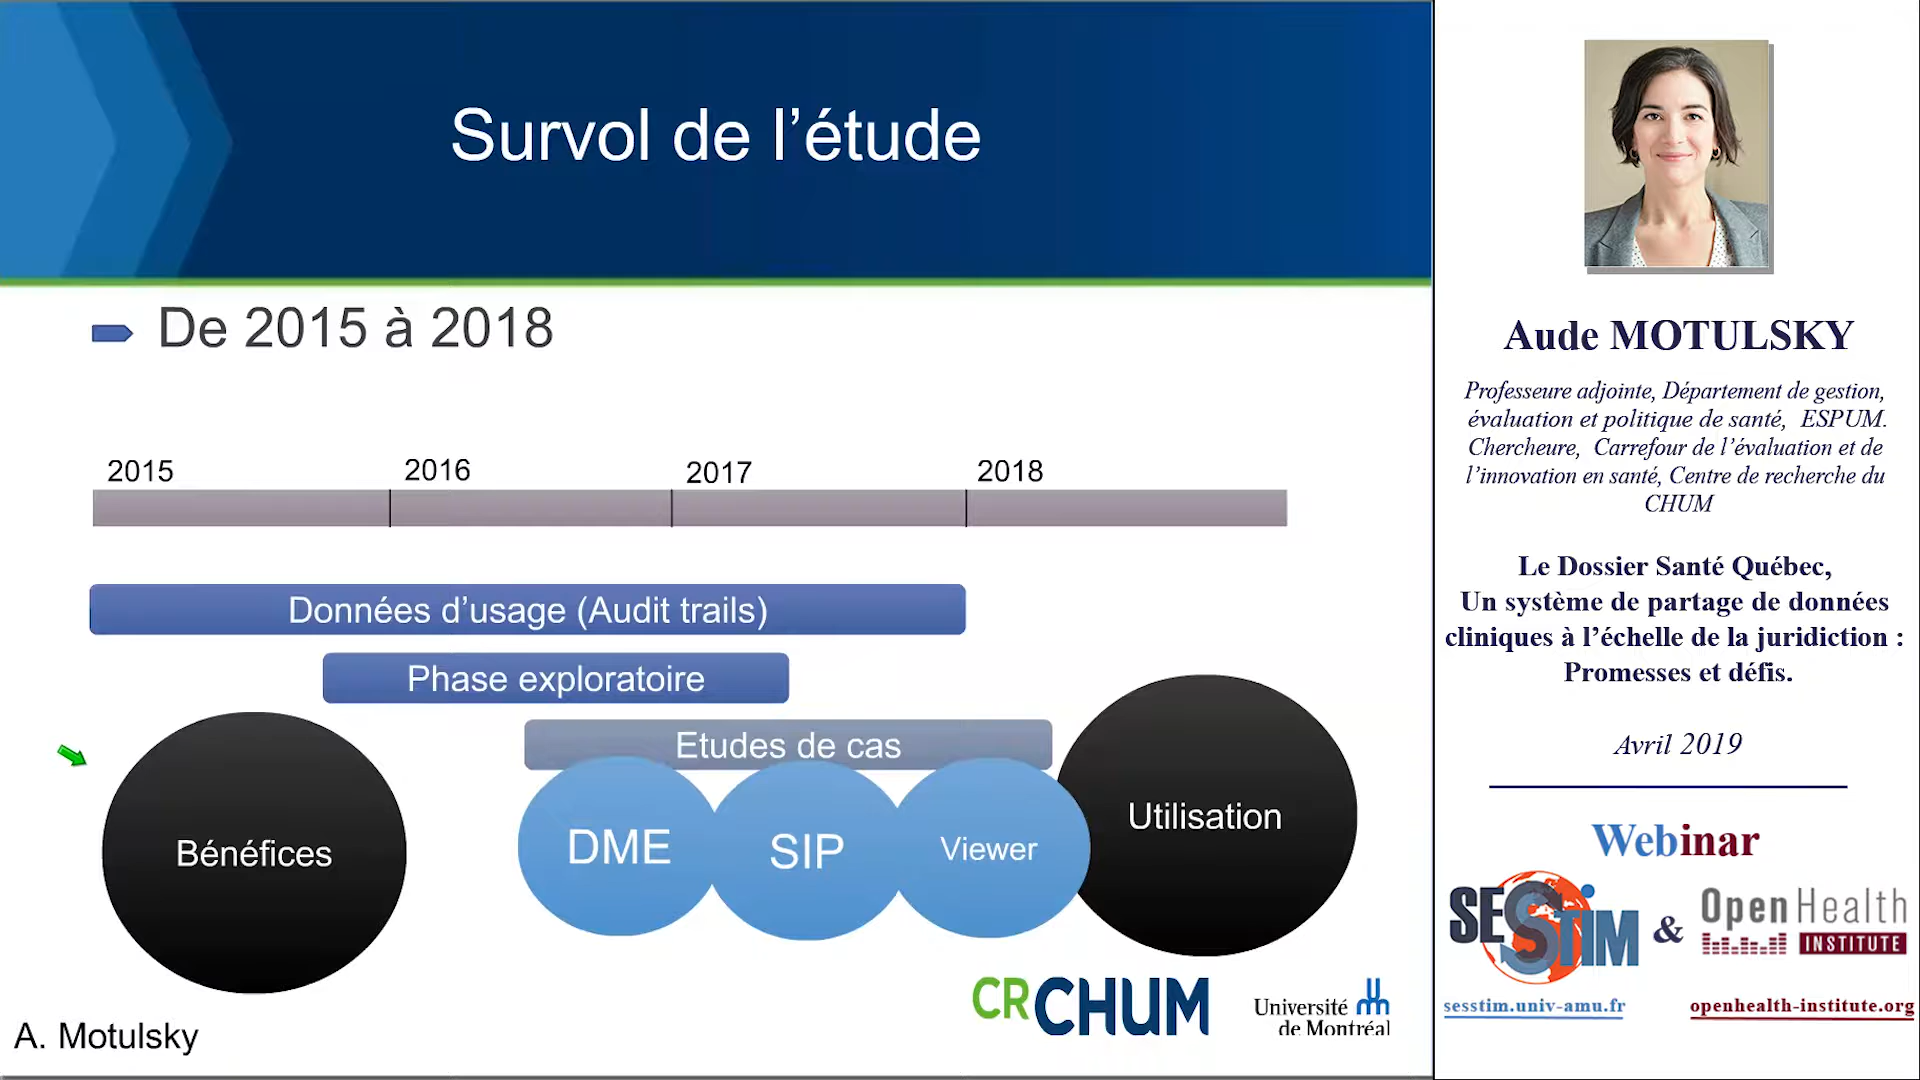 Survol de l’étude
De 2015 à 2018
2015
2016
2017
2018
Données d’usage (Audit trails)
Phase exploratoire
Etudes de cas
Bénéfices
DME
SIP
Viewer
Utilisation
CRCHUM
Université
de Montréal
A. Motulsky
Aude MOTULSKY
Professeure adjointe, Département de gestion,
évaluation et politique de santé, ESPUM.
Chercheure, Carrefour de l’évaluation et de
l’innovation en santé, Centre de recherche du
CHUM
Le Dossier Santé Québec,
Un système de partage de données
cliniques à l’échelle de la juridiction :
Promesses et défis.
Avril 2019
Webinar
SESSTIM
&
Open Health
INSTITUTE
sesstim.univ-amu.fr
openhealth-institute.org